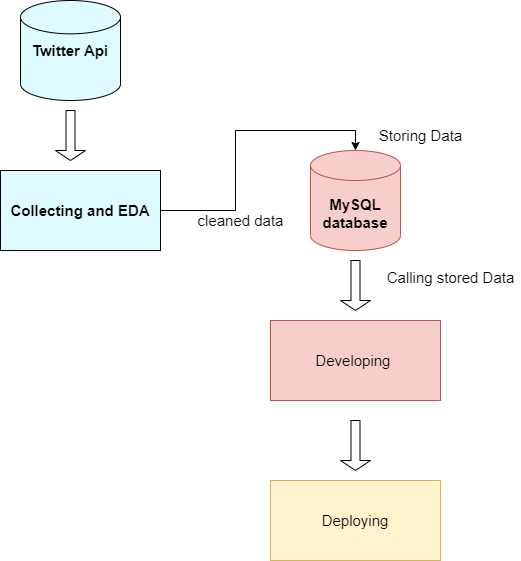 Twitter Api
Storing Data
Collecting and EDA
cleaned data
MySQL
database
Calling stored Data
Developing
Deploying